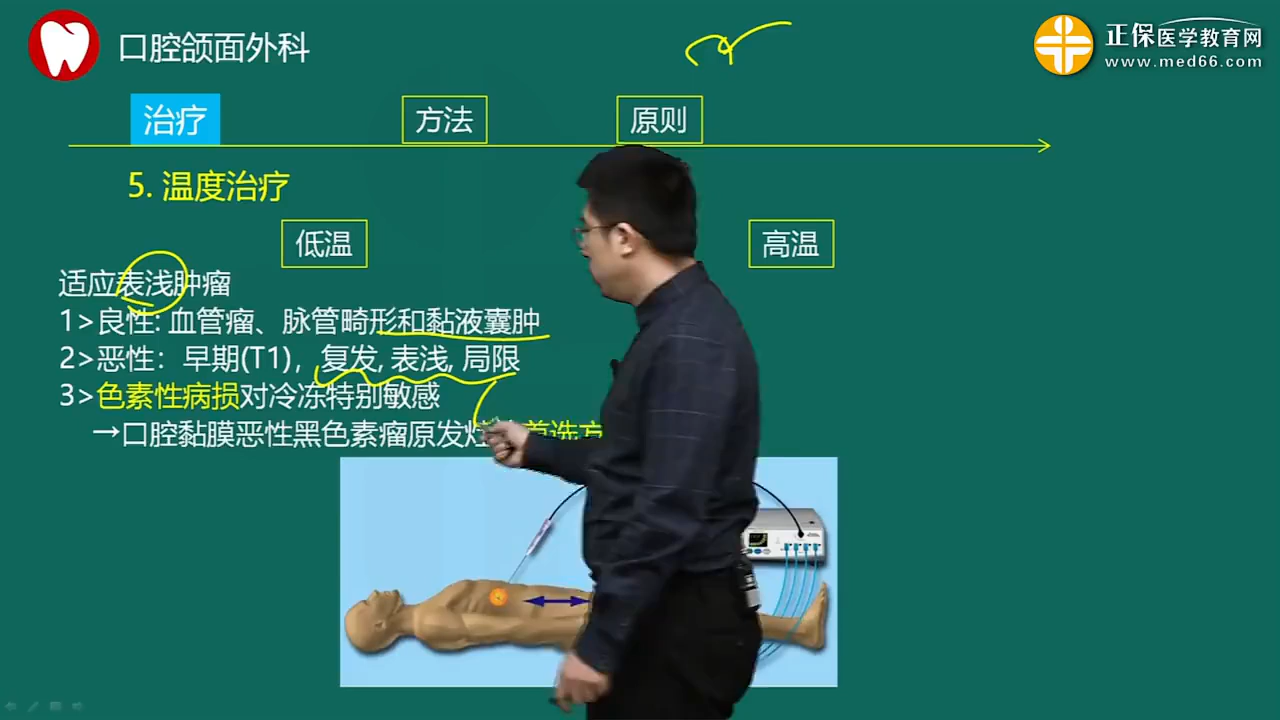 口腔颌面外科
正保医学教育网
www.med66.com
治疗
方法
原则
5. 温度治疗
低温
高温
适应表浅肿瘤
1>良性: 血管瘤、脉管畸形和黏液囊肿
2>恶性：早期(T1)，复发, 表浅, 局限
3>色素性病损对冷冻特别敏感
→口腔黏膜恶性黑色素瘤原发灶 首选方